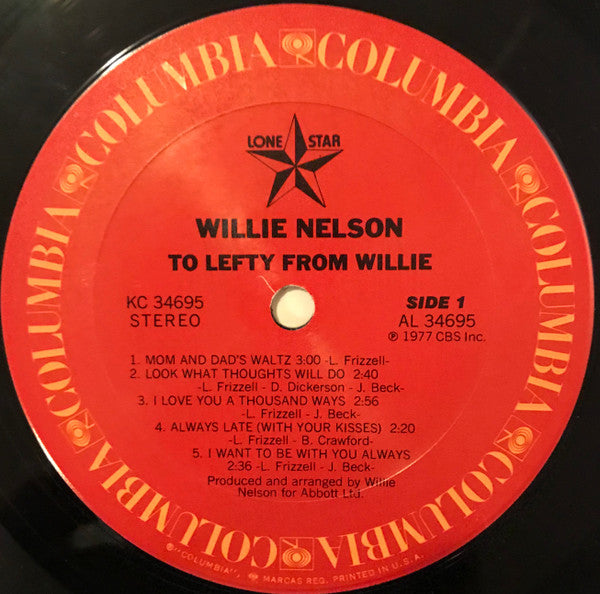 COLUMBIA COLUMBIA COLUMBIA COLUMBIA COLUMBIA COLUMBIA
LONE STAR
WILLIE NELSON
TO LEFTY FROM WILLIE
KC 34695
STEREO
SIDE 1
AL 34695
℗ 1977 CBS Inc.
1. MOM AND DAD'S WALTZ 3:00 -L. Frizzell-
2. LOOK WHAT THOUGHTS WILL DO 2:40
-L. Frizzell - D. Dickerson - J. Beck-
3. I LOVE YOU A THOUSAND WAYS 2:56
-L. Frizzell - J. Beck-
4. ALWAYS LATE (WITH YOUR KISSES) 2:20
-L. Frizzell - B. Crawford-
5. I WANT TO BE WITH YOU ALWAYS
2:36 -L. Frizzell - J. Beck-
Produced and arranged by Willie
Nelson for Abbott Ltd.
"COLUMBIA", MARCAS REG. PRINTED IN U.S.A.